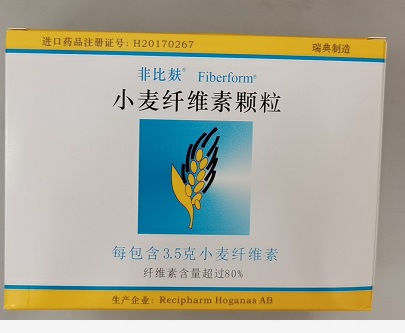 进口药品注册证号：H20170267
瑞典制造
非比麸® Fiberform®
小麦纤维素颗粒
每包含3.5克小麦纤维素
纤维素含量超过80%
生产企业：Recipharm Hoganas AB